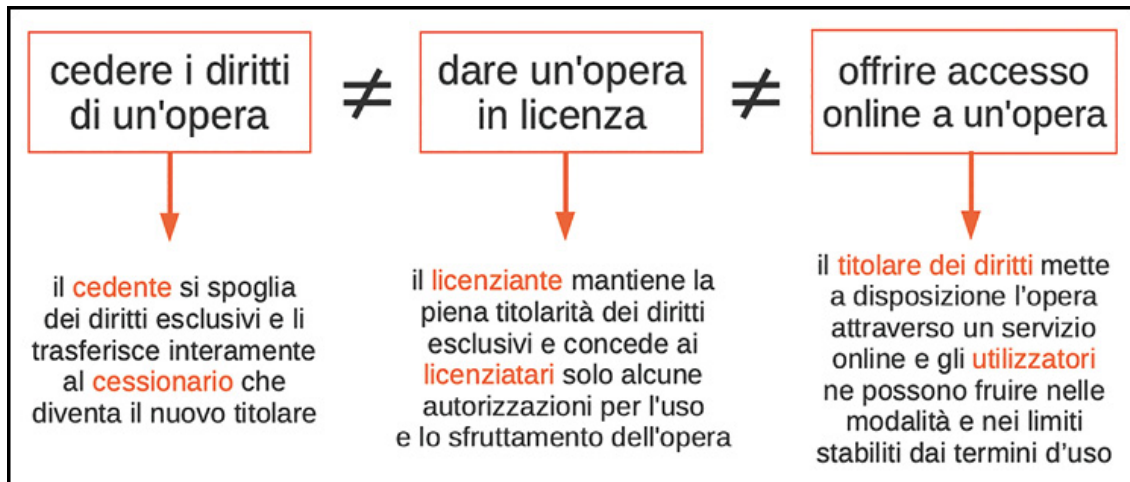 cedere i diritti
di un'opera
≠
dare un'opera
in licenza
≠
offrire accesso
online a un'opera
il cedente si spoglia
dei diritti esclusivi e li
trasferisce interamente
al cessionario che
diventa il nuovo titolare
il licenziante mantiene la
piena titolarità dei diritti
esclusivi e concede ai
licenziatari solo alcune
autorizzazioni per l'uso
e lo sfruttamento dell'opera
il titolare dei diritti mette
a disposizione l'opera
attraverso un servizio
online e gli utilizzatori
ne possono fruire nelle
modalità e nei limiti
stabiliti dai termini d’uso